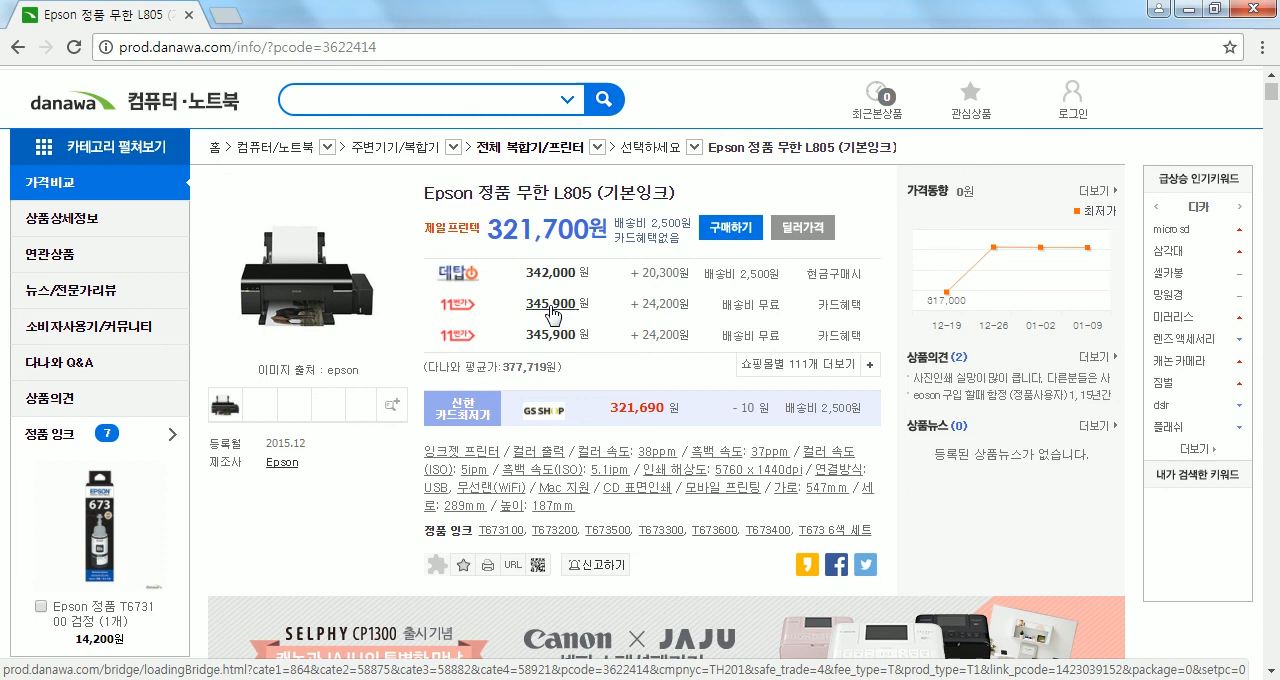 Epson 정품 무한 L805 (
prod.danawa.com/info/?pcode=3622414
danawa 컴퓨터·노트북
0
최근본상품
관심상품
로그인
카테고리 펼쳐보기
홈 > 컴퓨터/노트북 > 주변기기/복합기 > 전체 복합기/프린터 > 선택하세요 Epson 정품 무한 L805 (기본잉크)
가격비교
상품상세정보
연관상품
뉴스/전문가리뷰
소비자사용기/커뮤니티
다나와 Q&A
상품의견
정품 잉크 7
EPSON
673
Epson 정품 T6731
00 검정 (1개)
14,200원
이미지 출처 : epson
등록월 2015.12
제조사 Epson
Epson 정품 무한 L805 (기본잉크)
제일프린텍 321,700원 배송비 2,500원
카드혜택없음
구매하기
딜러가격
데탑 342,000 원 + 20,300원 배송비 2,500원 현금구매시
11번가 345,900 원 + 24,200원 배송비 무료 카드혜택
11번가 345,900 원 + 24,200원 배송비 무료 카드혜택
(다나와 평균가:377,719원)
쇼핑몰별 111개 더보기 +
신한
카드최저가
GS SHOP 321,690 원 - 10 원 배송비 2,500원
잉크젯 프린터 / 컬러 출력 / 컬러 속도: 38ppm / 흑백 속도: 37ppm / 컬러 속도
(ISO): 5ipm / 흑백 속도(ISO): 5.1ipm / 인쇄 해상도: 5760 x 1440dpi / 연결방식:
USB, 무선랜(WiFi) / Mac 지원 / CD 표면인쇄 / 모바일 프린팅 / 가로: 547mm / 세
로: 289mm / 높이: 187mm
정품 잉크 T673100, T673200, T673500, T673300, T673600, T673400, T673 6색 세트
URL
신고하기
가격동향 0원 더보기
최저가
317,000
12-19 12-26 01-02 01-09
상품의견 (2) 더보기
사진인쇄 실망이 많이 큽니다. 다른분들은 사
eoson 구입 할때 함정 (정품사용자) 1, 15년간
상품뉴스 (0) 더보기
등록된 상품뉴스가 없습니다.
급상승 인기키워드
디카
micro sd
삼각대
셀카봉
망원경
미러리스
렌즈 액세서리
캐논 카메라
짐벌
dslr
플래쉬
더보기
내가 검색한 키워드
SELPHY CP1300 출시기념
Canon × JAJU
prod.danawa.com/bridge/loadingBridge.html?cate1=864&cate2=58875&cate3=58882&cate4=58921&pcode=3622414&cmpnyc=TH201&safe_trade=4&fee_type=T&prod_type=T1&link_pcode=1423039152&package=0&setpc=0